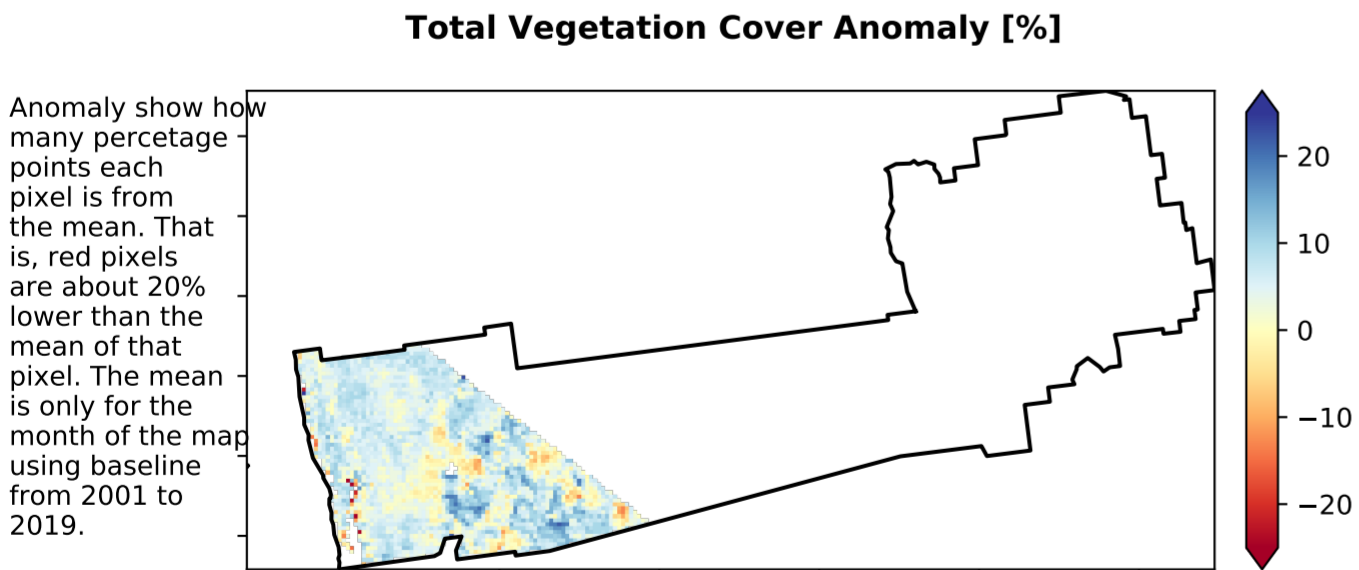 Total Vegetation Cover Anomaly [%]
Anomaly show how
many percetage
points each
pixel is from
the mean. That
is, red pixels
are about 20%
lower than the
mean of that
pixel. The mean
is only for the
month of the map
using baseline
from 2001 to
2019.
20
10
0
−10
−20